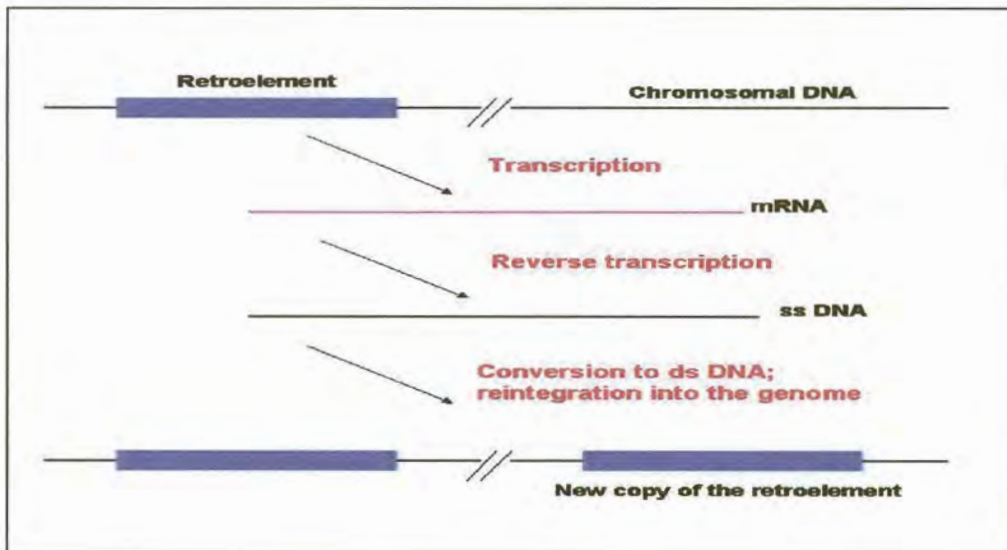 Retroelement
Chromosomal DNA
Transcription
mRNA
Reverse transcription
ss DNA
Conversion to ds DNA;
reintegration into the genome
New copy of the retroelement